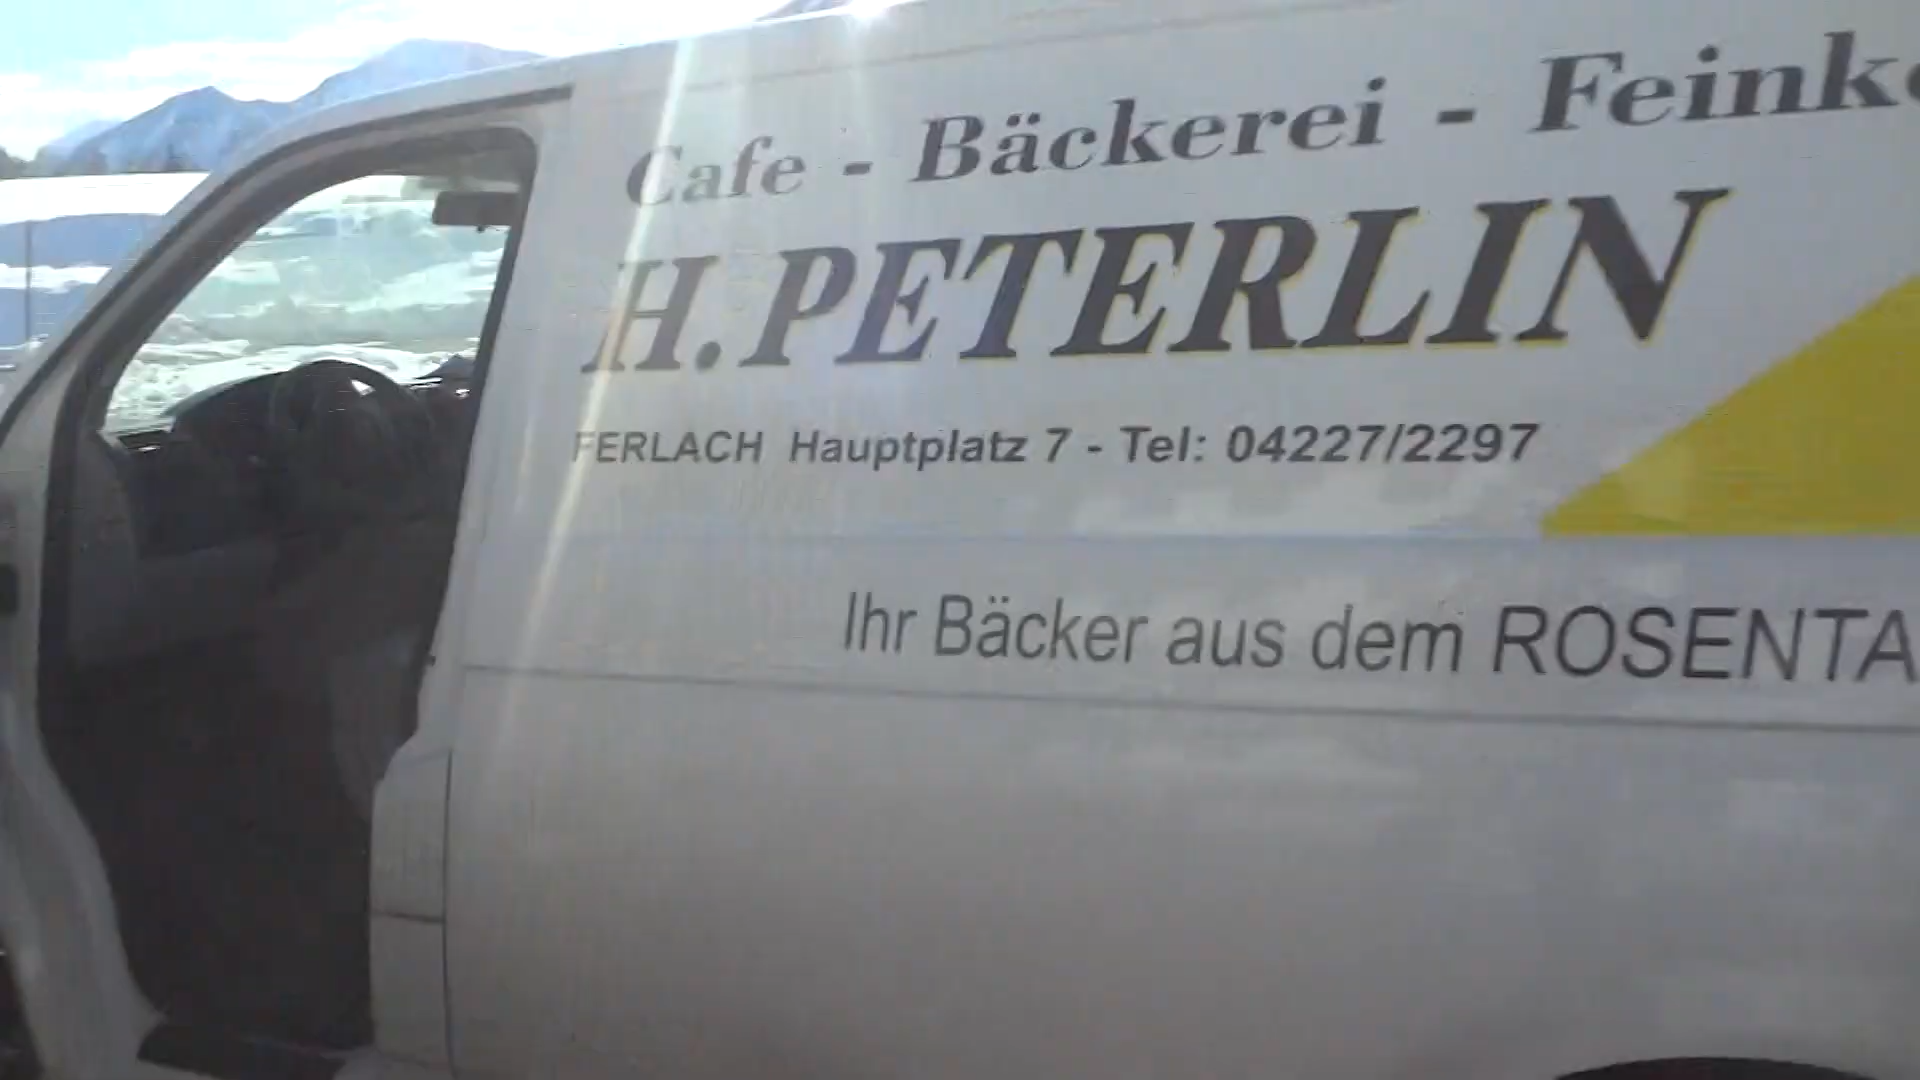 Cafe - Bäckerei - Feink
H. PETERLIN
FERLACH Hauptplatz 7 - Tel: 04227/2297
Ihr Bäcker aus dem ROSENTA